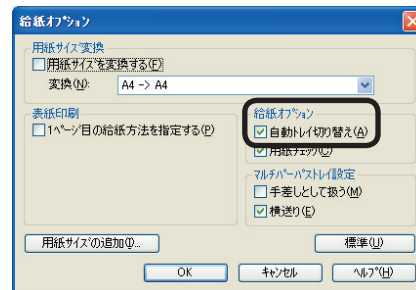 給紙ｵﾌﾟｼｮﾝ
用紙ｻｲｽﾞ変換
用紙ｻｲｽﾞを変換する(F)
変換(N):
A4 -> A4
表紙印刷
1ﾍﾟｰｼﾞ目の給紙方法を指定する(P)
給紙ｵﾌﾟｼｮﾝ
自動ﾄﾚｲ切り替え(A)
用紙ﾁｪｯｸ(C)
ﾏﾙﾁﾊﾟｰﾊﾟｽﾄﾚｲ設定
手差しとして扱う(M)
横送り(E)
用紙ｻｲｽﾞの追加(I)...
標準(U)
OK
ｷｬﾝｾﾙ
ﾍﾙﾌﾟ(H)